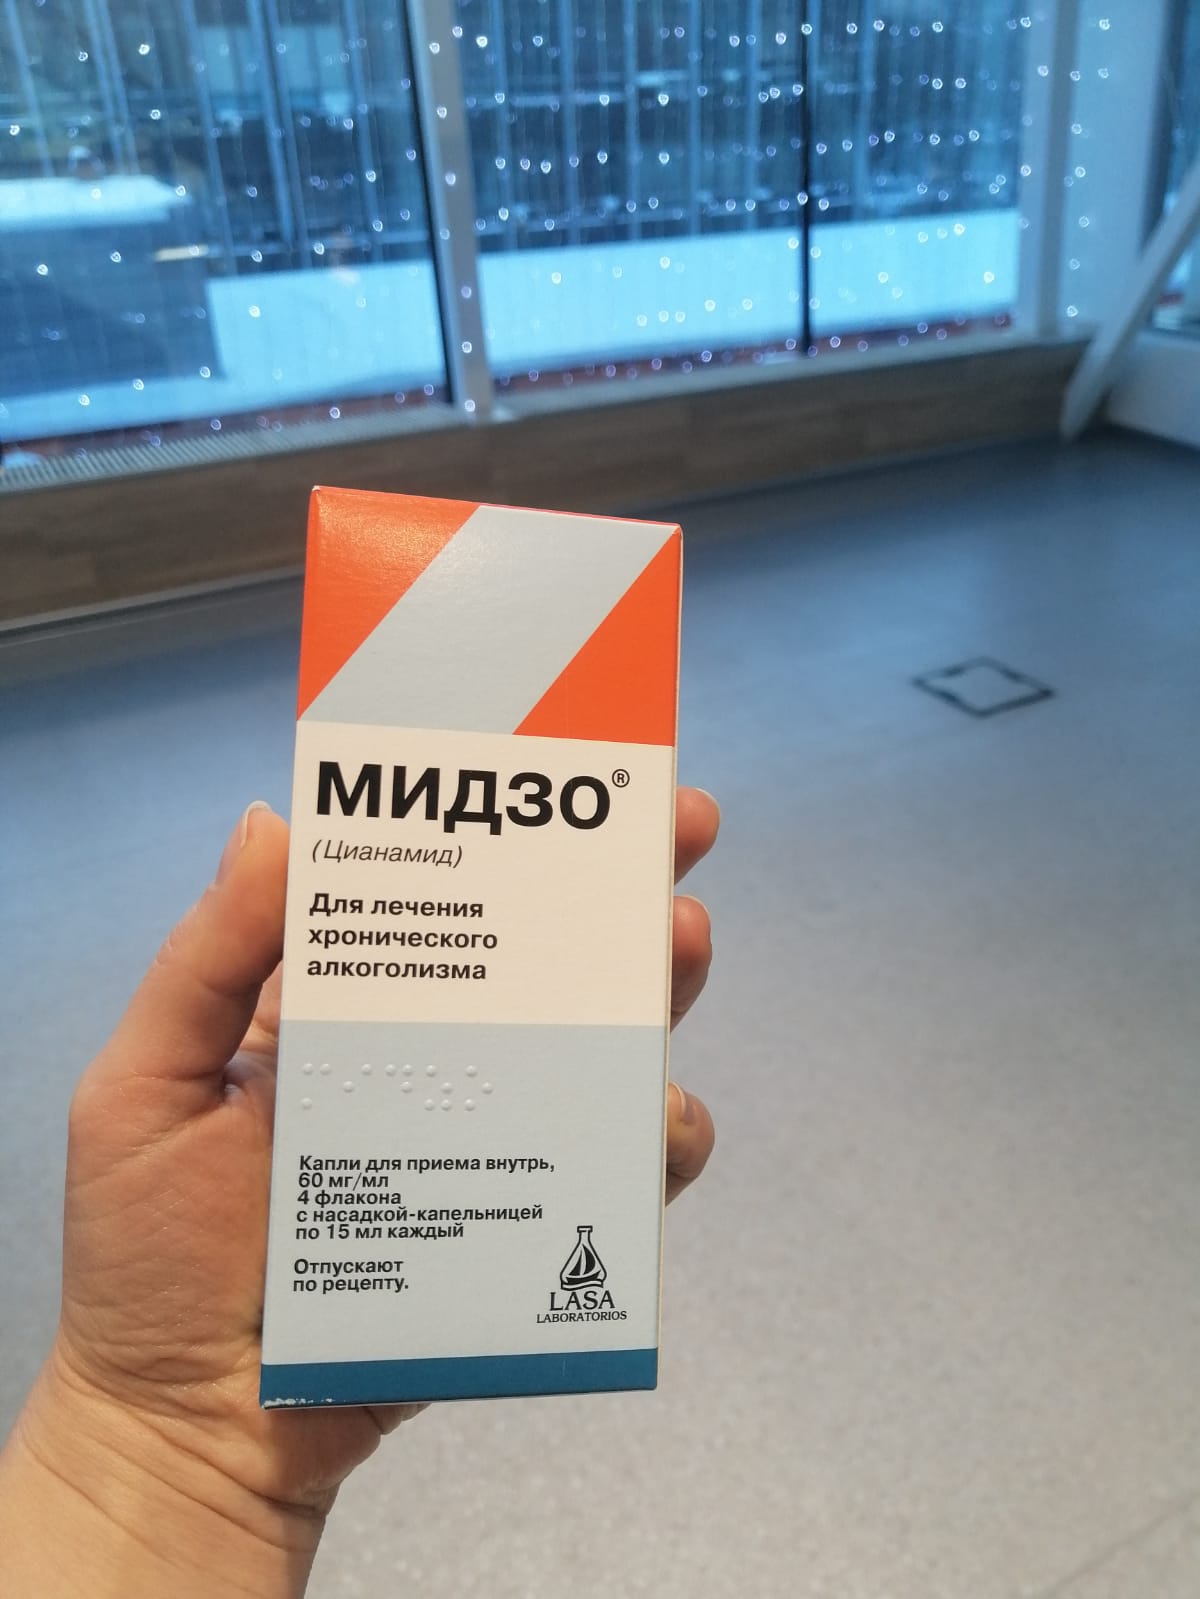 МИДЗО®
(Цианамид)
Для лечения
хронического
алкоголизма
Капли для приема внутрь,
60 мг/мл
4 флакона
с насадкой-капельницей
по 15 мл каждый
Отпускают
по рецепту.
LASA
LABORATORIOS